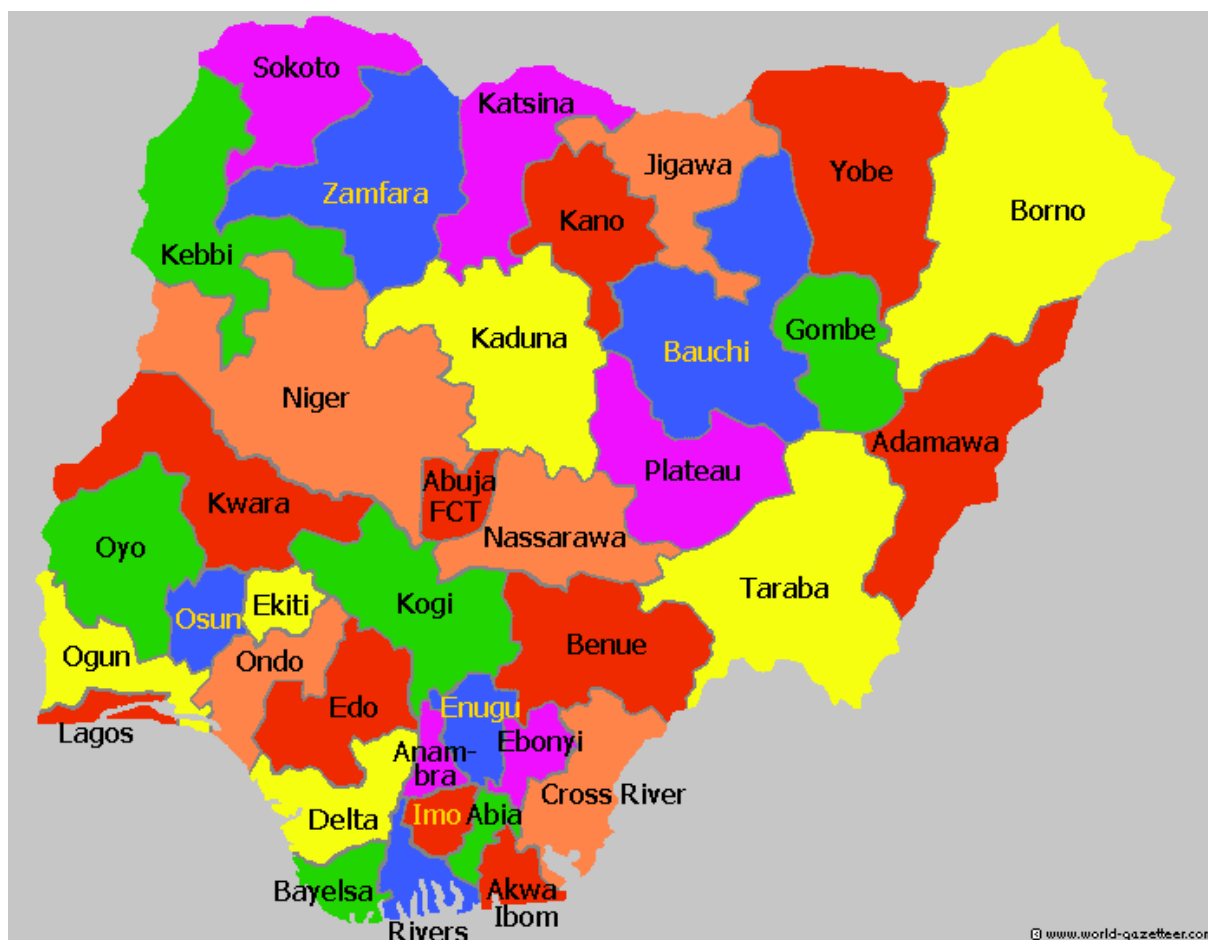 Sokoto
Katsina
Jigawa
Yobe
Borno
Zamfara
Kano
Kebbi
Kaduna
Bauchi
Gombe
Niger
Adamawa
Plateau
Abuja
FCT
Kwara
Nassarawa
Oyo
Taraba
Osun
Ekiti
Kogi
Benue
Ogun
Ondo
Edo
Enugu
Lagos
Anam-
bra
Ebonyi
Cross River
Delta
Imo
Abia
Bayelsa
Akwa
Ibom
Rivers
© www.world-gazetteer.com